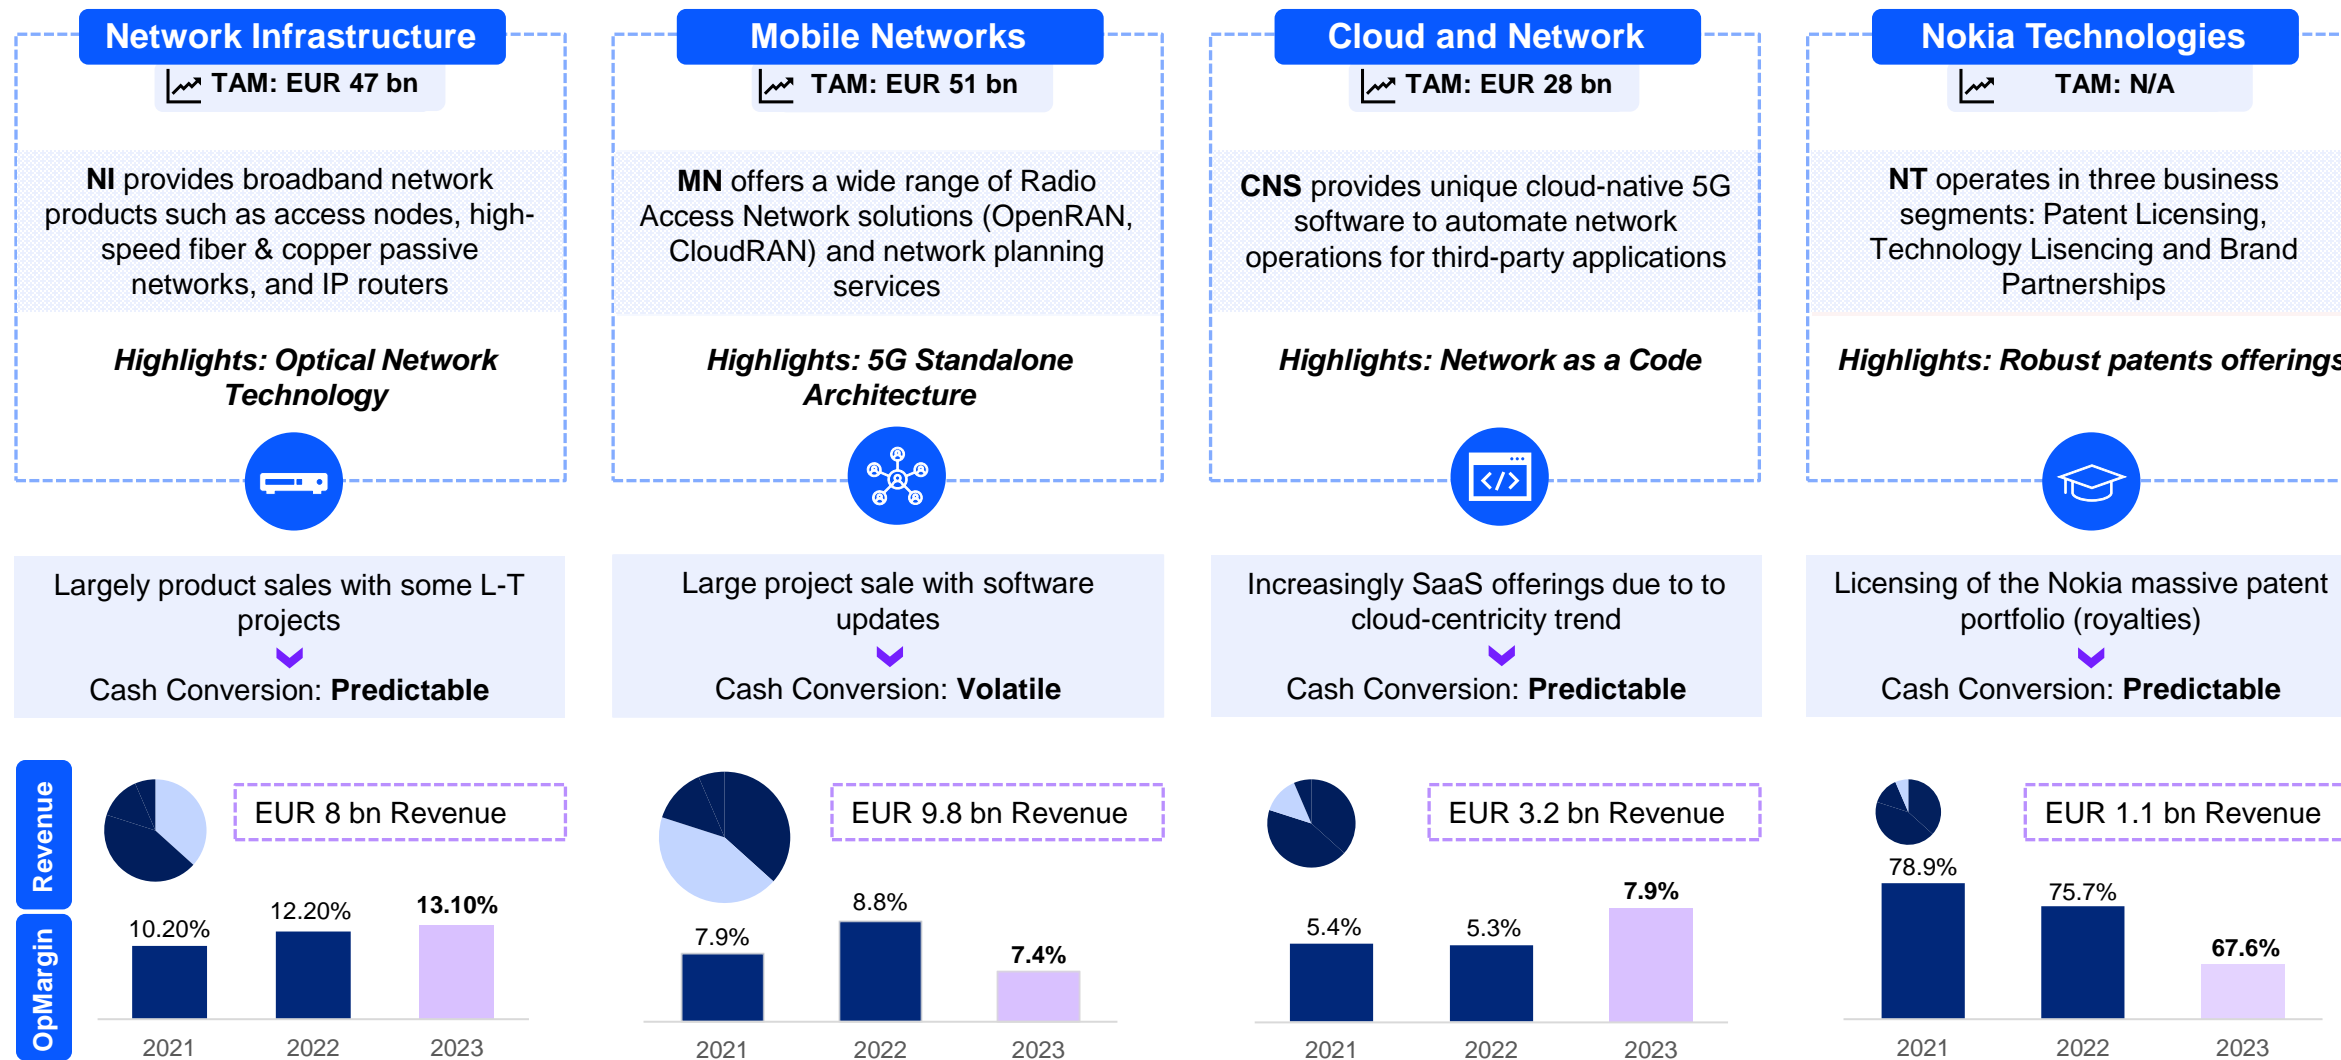 Network Infrastructure
TAM: EUR 47 bn
NI provides broadband network
products such as access nodes, high-
speed fiber & copper passive
networks, and IP routers
Highlights: Optical Network
Technology
Largely product sales with some L-T
projects
Cash Conversion: Predictable
Mobile Networks
TAM: EUR 51 bn
MN offers a wide range of Radio
Access Network solutions (OpenRAN,
CloudRAN) and network planning
services
Highlights: 5G Standalone
Architecture
Large project sale with software
updates
Cash Conversion: Volatile
Cloud and Network
TAM: EUR 28 bn
CNS provides unique cloud-native 5G
software to automate network
operations for third-party applications
Highlights: Network as a Code
</>
Increasingly SaaS offerings due to to
cloud-centricity trend
Cash Conversion: Predictable
Nokia Technologies
TAM: N/A
NT operates in three business
segments: Patent Licensing,
Technology Lisencing and Brand
Partnerships
Highlights: Robust patents offerings
Licensing of the Nokia massive patent
portfolio (royalties)
Cash Conversion: Predictable
Revenue
EUR 8 bn Revenue
EUR 9.8 bn Revenue
EUR 3.2 bn Revenue
EUR 1.1 bn Revenue
OpMargin
10.20%
12.20%
13.10%
2021
2022
2023
7.9%
8.8%
7.4%
2021
2022
2023
5.4%
5.3%
7.9%
2021
2022
2023
78.9%
75.7%
67.6%
2021
2022
2023